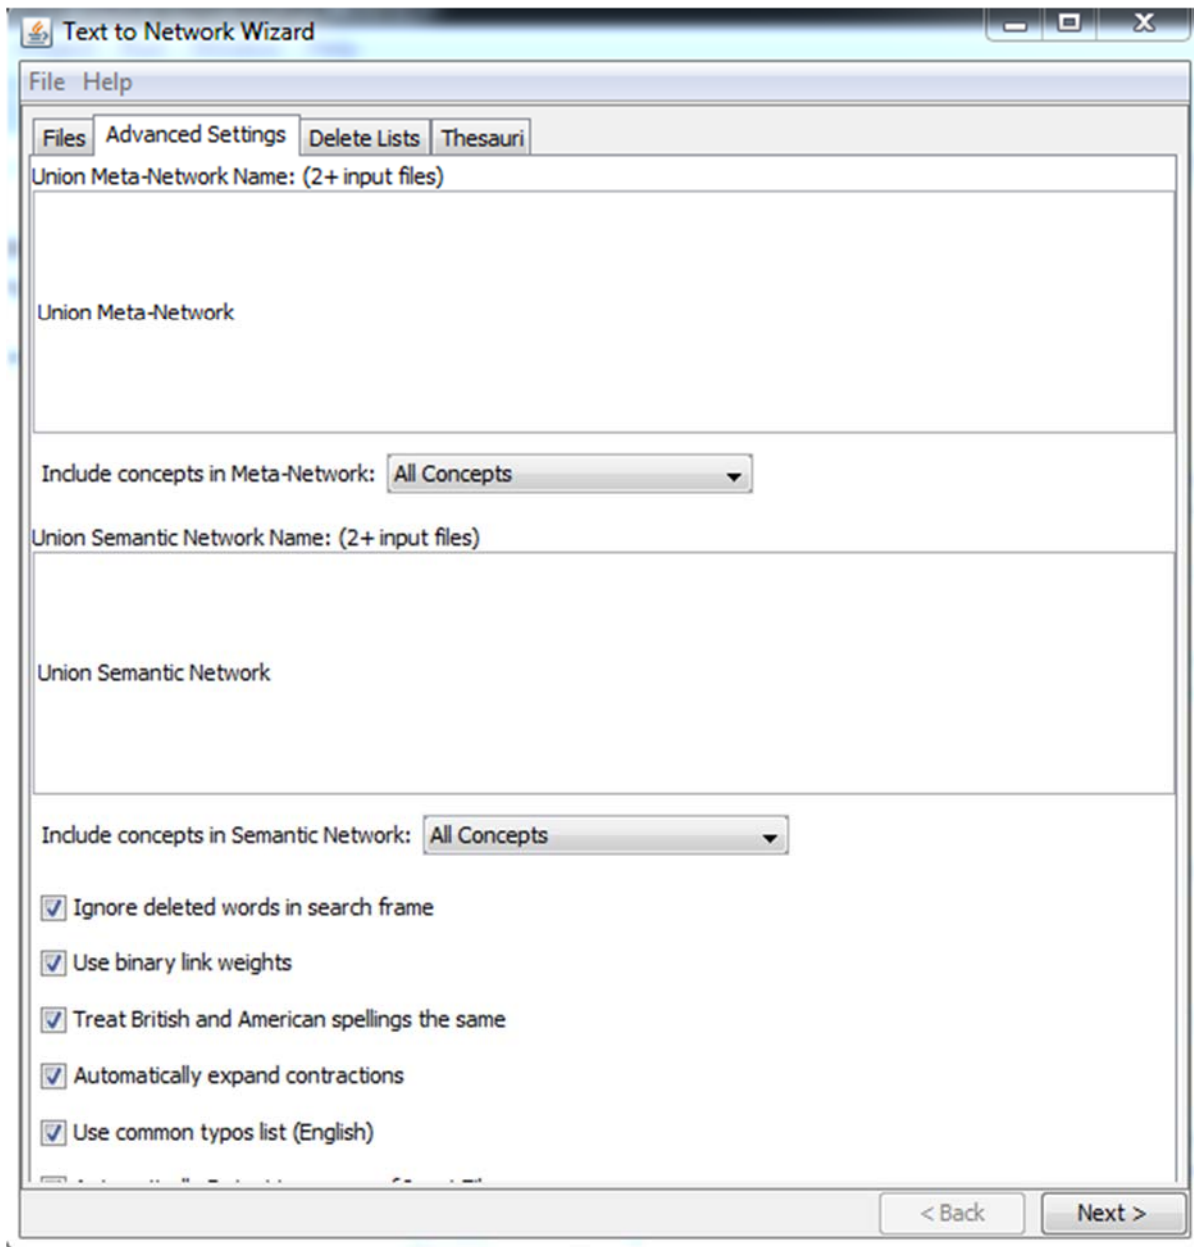 Text to Network Wizard
File Help
Files Advanced Settings Delete Lists Thesauri
Union Meta-Network Name: (2+ input files)
Union Meta-Network
Include concepts in Meta-Network: All Concepts
Union Semantic Network Name: (2+ input files)
Union Semantic Network
Include concepts in Semantic Network: All Concepts
Ignore deleted words in search frame
Use binary link weights
Treat British and American spellings the same
Automatically expand contractions
Use common typos list (English)
< Back Next >